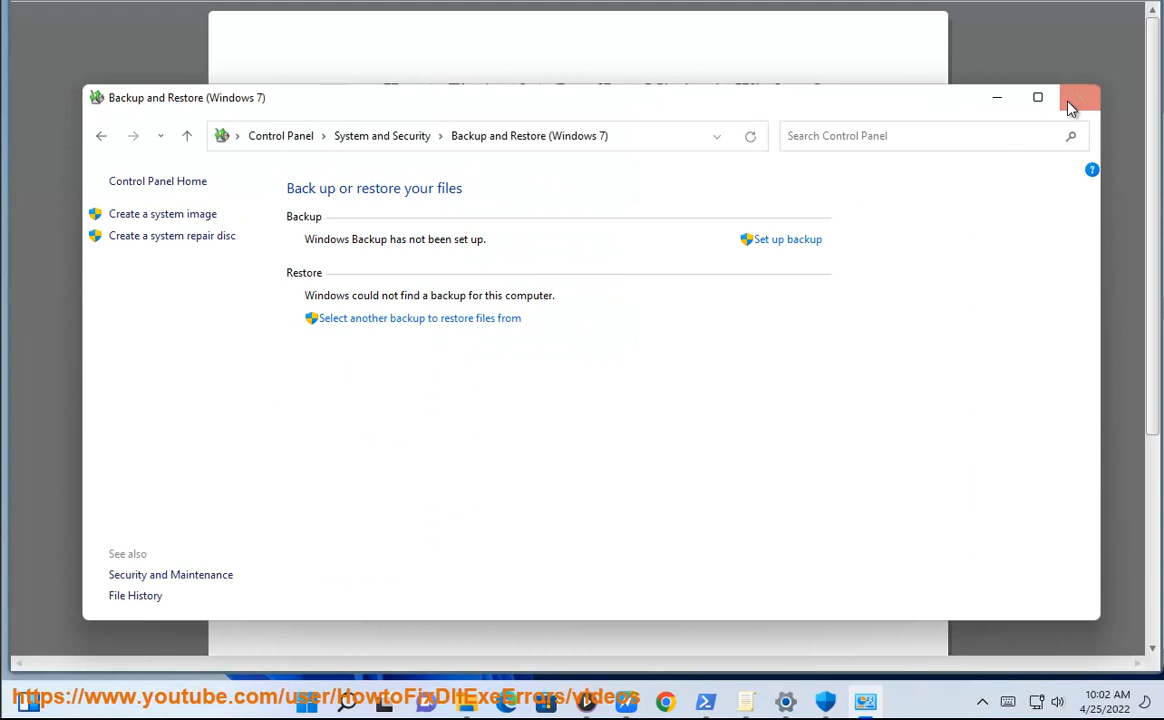 Backup and Restore (Windows 7)
Control Panel > System and Security > Backup and Restore (Windows 7)
Search Control Panel
Control Panel Home
Create a system image
Create a system repair disc
Back up or restore your files
Backup
Windows Backup has not been set up.
Set up backup
Restore
Windows could not find a backup for this computer.
Select another backup to restore files from
See also
Security and Maintenance
File History
https://www.youtube.com/user/howtoFixDllExeErrors/videos
10:02 AM
4/25/2022